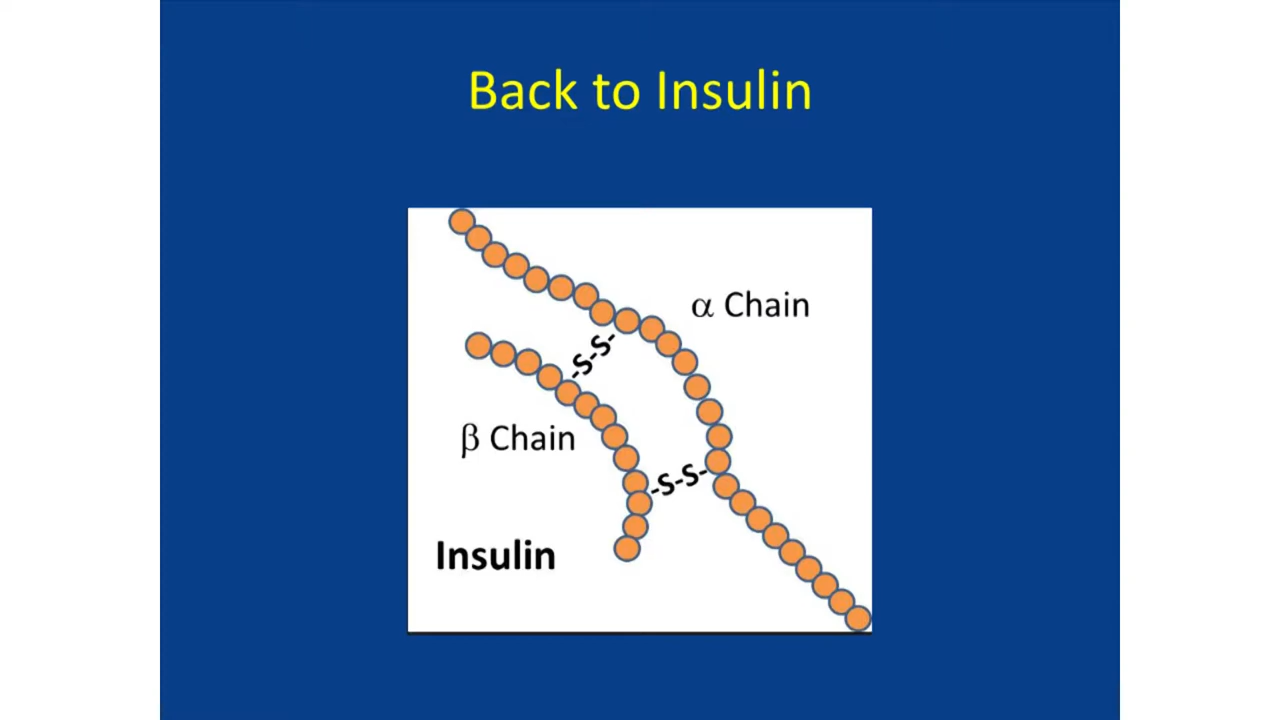 Back to Insulin
α Chain
-S-S-
β Chain
-S-S-
Insulin